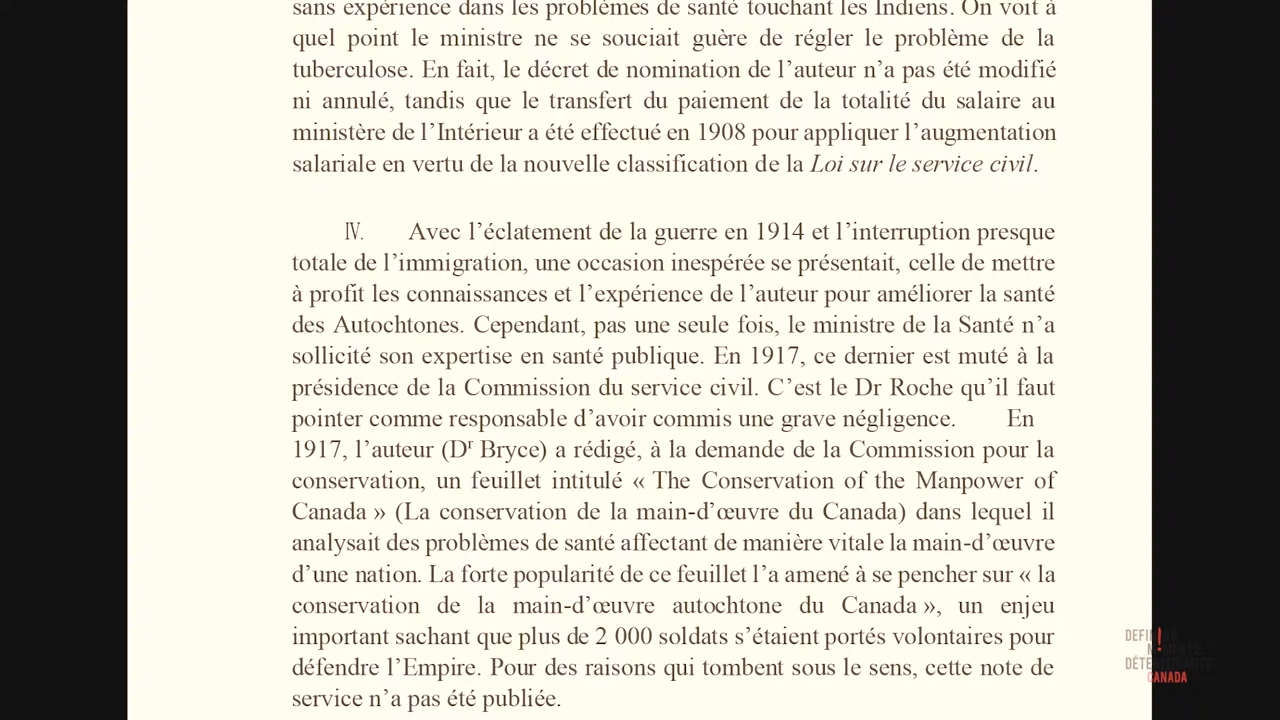 sans expérience dans les problèmes de santé touchant les Indiens. On voit à
quel point le ministre ne se souciait guère de régler le problème de la
tuberculose. En fait, le décret de nomination de l’auteur n’a pas été modifié
ni annulé, tandis que le transfert du paiement de la totalité du salaire au
ministère de l’Intérieur a été effectué en 1908 pour appliquer l’augmentation
salariale en vertu de la nouvelle classification de la Loi sur le service civil.
IV. Avec l’éclatement de la guerre en 1914 et l’interruption presque
totale de l’immigration, une occasion inespérée se présentait, celle de mettre
à profit les connaissances et l’expérience de l’auteur pour améliorer la santé
des Autochtones. Cependant, pas une seule fois, le ministre de la Santé n’a
sollicité son expertise en santé publique. En 1917, ce dernier est muté à la
présidence de la Commission du service civil. C’est le Dr Roche qu’il faut
pointer comme responsable d’avoir commis une grave négligence. En
1917, l’auteur (Dr Bryce) a rédigé, à la demande de la Commission pour la
conservation, un feuillet intitulé « The Conservation of the Manpower of
Canada » (La conservation de la main-d’œuvre du Canada) dans lequel il
analysait des problèmes de santé affectant de manière vitale la main-d’œuvre
d’une nation. La forte popularité de ce feuillet l’a amené à se pencher sur « la
conservation de la main-d’œuvre autochtone du Canada », un enjeu
important sachant que plus de 2 000 soldats s’étaient portés volontaires pour
défendre l’Empire. Pour des raisons qui tombent sous le sens, cette note de
service n’a pas été publiée.
CANADA